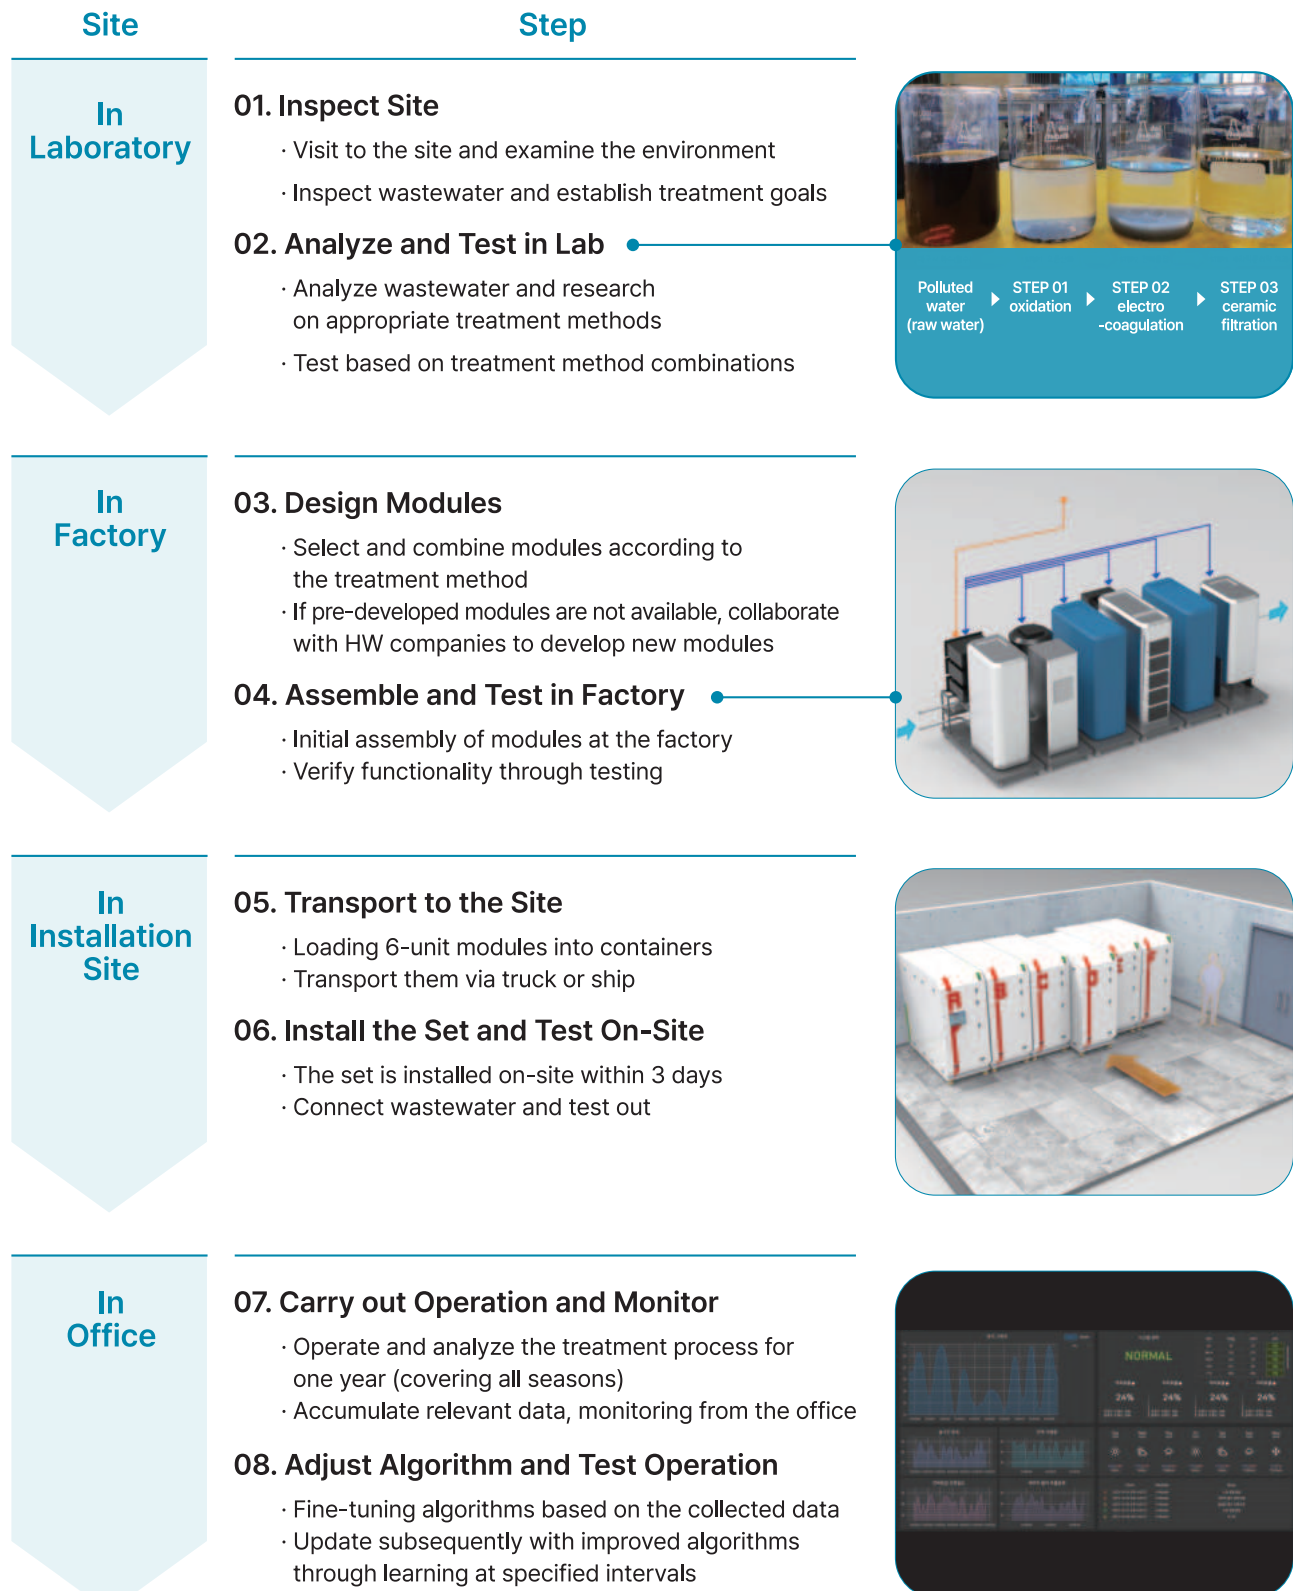 Site
Step
In
Laboratory
01. Inspect Site
· Visit to the site and examine the environment
· Inspect wastewater and establish treatment goals
02. Analyze and Test in Lab
· Analyze wastewater and research
on appropriate treatment methods
· Test based on treatment method combinations
Polluted
water
(raw water)
STEP 01
oxidation
STEP 02
electro
-coagulation
STEP 03
ceramic
filtration
In
Factory
03. Design Modules
· Select and combine modules according to
the treatment method
· If pre-developed modules are not available, collaborate
with HW companies to develop new modules
04. Assemble and Test in Factory
· Initial assembly of modules at the factory
· Verify functionality through testing
In
Installation
Site
05. Transport to the Site
· Loading 6-unit modules into containers
· Transport them via truck or ship
06. Install the Set and Test On-Site
· The set is installed on-site within 3 days
· Connect wastewater and test out
A B C D E F
In
Office
07. Carry out Operation and Monitor
· Operate and analyze the treatment process for
one year (covering all seasons)
· Accumulate relevant data, monitoring from the office
08. Adjust Algorithm and Test Operation
· Fine-tuning algorithms based on the collected data
· Update subsequently with improved algorithms
through learning at specified intervals
NORMAL
24% 24% 24% 24%